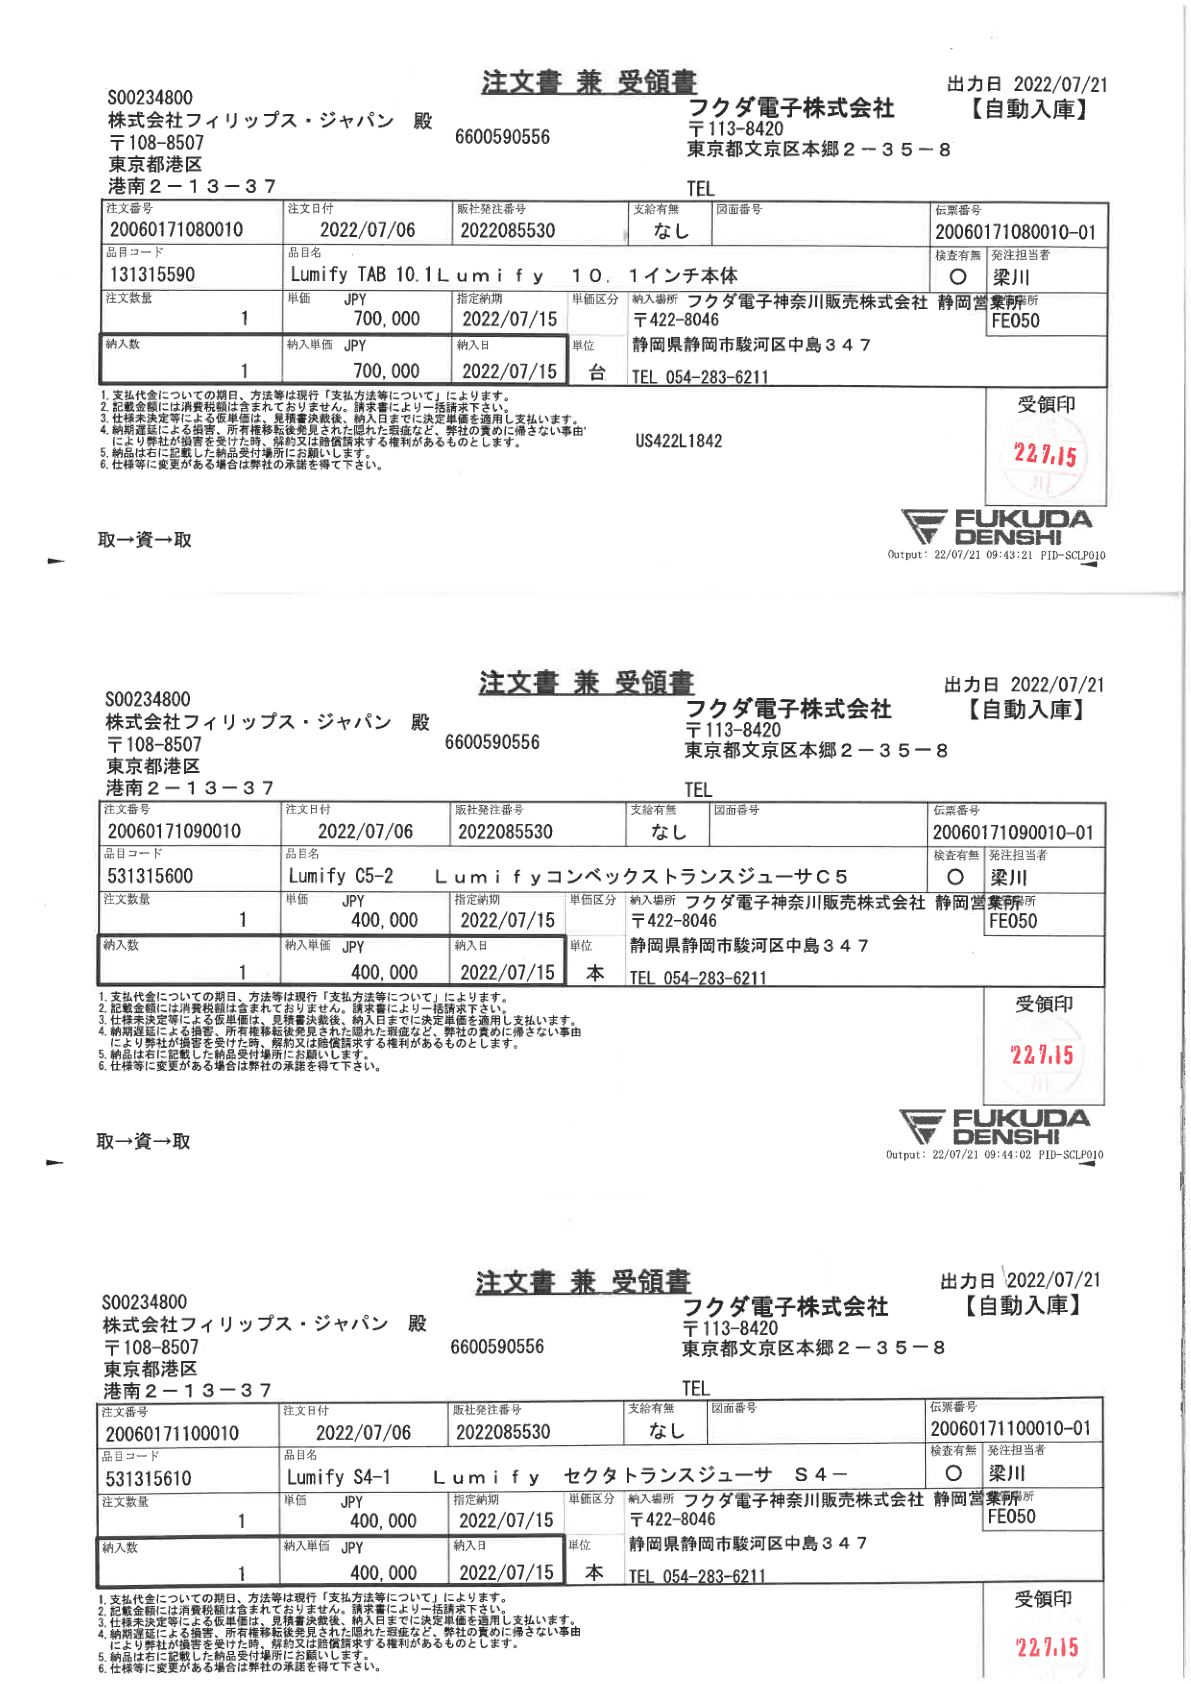 注文書 兼 受領書
出力日 2022/07/21
S00234800
フクダ電子株式会社
【自動入庫】
株式会社フィリップス・ジャパン 殿
6600590556
〒113-8420
〒108-8507
東京都文京区本郷２－３５－８
東京都港区
港南２－１３－３７
TEL
注文番号 注文日付 販社発注番号 支給有無 図面番号 伝票番号
20060171080010 2022/07/06 2022085530 なし 20060171080010-01
品目コード 品目名 検査有無 発注担当者
131315590 Lumify TAB 10.1Ｌｕｍｉｆｙ １０．１インチ本体 〇 梁川
注文数量 単価 JPY 指定納期 単価区分 納入場所 フクダ電子神奈川販売株式会社 静岡営業所
1 700,000 2022/07/15 〒422-8046 FE050
納入数 納入単価 JPY 納入日 単位 静岡県静岡市駿河区中島３４７
1 700,000 2022/07/15 台 TEL 054-283-6211
1. 支払代金についての期日、方法等は現行「支払方法等について」によります。
2. 記載金額には消費税額は含まれておりません。請求書により一括請求下さい。
3. 仕様未決定等による仮単価は、見積書決裁後、納入日までに決定単価を適用し支払います。
4. 納期遅延による損害、所有権移転後発見された隠れた瑕疵など、弊社の責めに帰さない事由
により弊社が損害を受けた時、解約又は賠償請求する権利があるものとします。
5. 納品は右に記載した納品受付場所にお願いします。
6. 仕様等に変更がある場合は弊社の承諾を得て下さい。
US422L1842
受領印
'22.7.15
川
取→資→取
FUKUDA
DENSHI
Output: 22/07/21 09:43:21 PID-SCLP010
注文書 兼 受領書
出力日 2022/07/21
S00234800
フクダ電子株式会社
【自動入庫】
株式会社フィリップス・ジャパン 殿
6600590556
〒113-8420
〒108-8507
東京都文京区本郷２－３５－８
東京都港区
港南２－１３－３７
TEL
注文番号 注文日付 販社発注番号 支給有無 図面番号 伝票番号
20060171090010 2022/07/06 2022085530 なし 20060171090010-01
品目コード 品目名 検査有無 発注担当者
531315600 Lumify C5-2 ＬｕｍｉｆｙコンベックストランスジューサＣ５ 〇 梁川
注文数量 単価 JPY 指定納期 単価区分 納入場所 フクダ電子神奈川販売株式会社 静岡営業所
1 400,000 2022/07/15 〒422-8046 FE050
納入数 納入単価 JPY 納入日 単位 静岡県静岡市駿河区中島３４７
1 400,000 2022/07/15 本 TEL 054-283-6211
1. 支払代金についての期日、方法等は現行「支払方法等について」によります。
2. 記載金額には消費税額は含まれておりません。請求書により一括請求下さい。
3. 仕様未決定等による仮単価は、見積書決裁後、納入日までに決定単価を適用し支払います。
4. 納期遅延による損害、所有権移転後発見された隠れた瑕疵など、弊社の責めに帰さない事由
により弊社が損害を受けた時、解約又は賠償請求する権利があるものとします。
5. 納品は右に記載した納品受付場所にお願いします。
6. 仕様等に変更がある場合は弊社の承諾を得て下さい。
受領印
'22.7.15
川
取→資→取
FUKUDA
DENSHI
Output: 22/07/21 09:44:02 PID-SCLP010
注文書 兼 受領書
出力日 2022/07/21
S00234800
フクダ電子株式会社
【自動入庫】
株式会社フィリップス・ジャパン 殿
6600590556
〒113-8420
〒108-8507
東京都文京区本郷２－３５－８
東京都港区
港南２－１３－３７
TEL
注文番号 注文日付 販社発注番号 支給有無 図面番号 伝票番号
20060171100010 2022/07/06 2022085530 なし 20060171100010-01
品目コード 品目名 検査有無 発注担当者
531315610 Lumify S4-1 Ｌｕｍｉｆｙ セクタトランスジューサ Ｓ４－ 〇 梁川
注文数量 単価 JPY 指定納期 単価区分 納入場所 フクダ電子神奈川販売株式会社 静岡営業所
1 400,000 2022/07/15 〒422-8046 FE050
納入数 納入単価 JPY 納入日 単位 静岡県静岡市駿河区中島３４７
1 400,000 2022/07/15 本 TEL 054-283-6211
1. 支払代金についての期日、方法等は現行「支払方法等について」によります。
2. 記載金額には消費税額は含まれておりません。請求書により一括請求下さい。
3. 仕様未決定等による仮単価は、見積書決裁後、納入日までに決定単価を適用し支払います。
4. 納期遅延による損害、所有権移転後発見された隠れた瑕疵など、弊社の責めに帰さない事由
により弊社が損害を受けた時、解約又は賠償請求する権利があるものとします。
5. 納品は右に記載した納品受付場所にお願いします。
6. 仕様等に変更がある場合は弊社の承諾を得て下さい。
受領印
'22.7.15